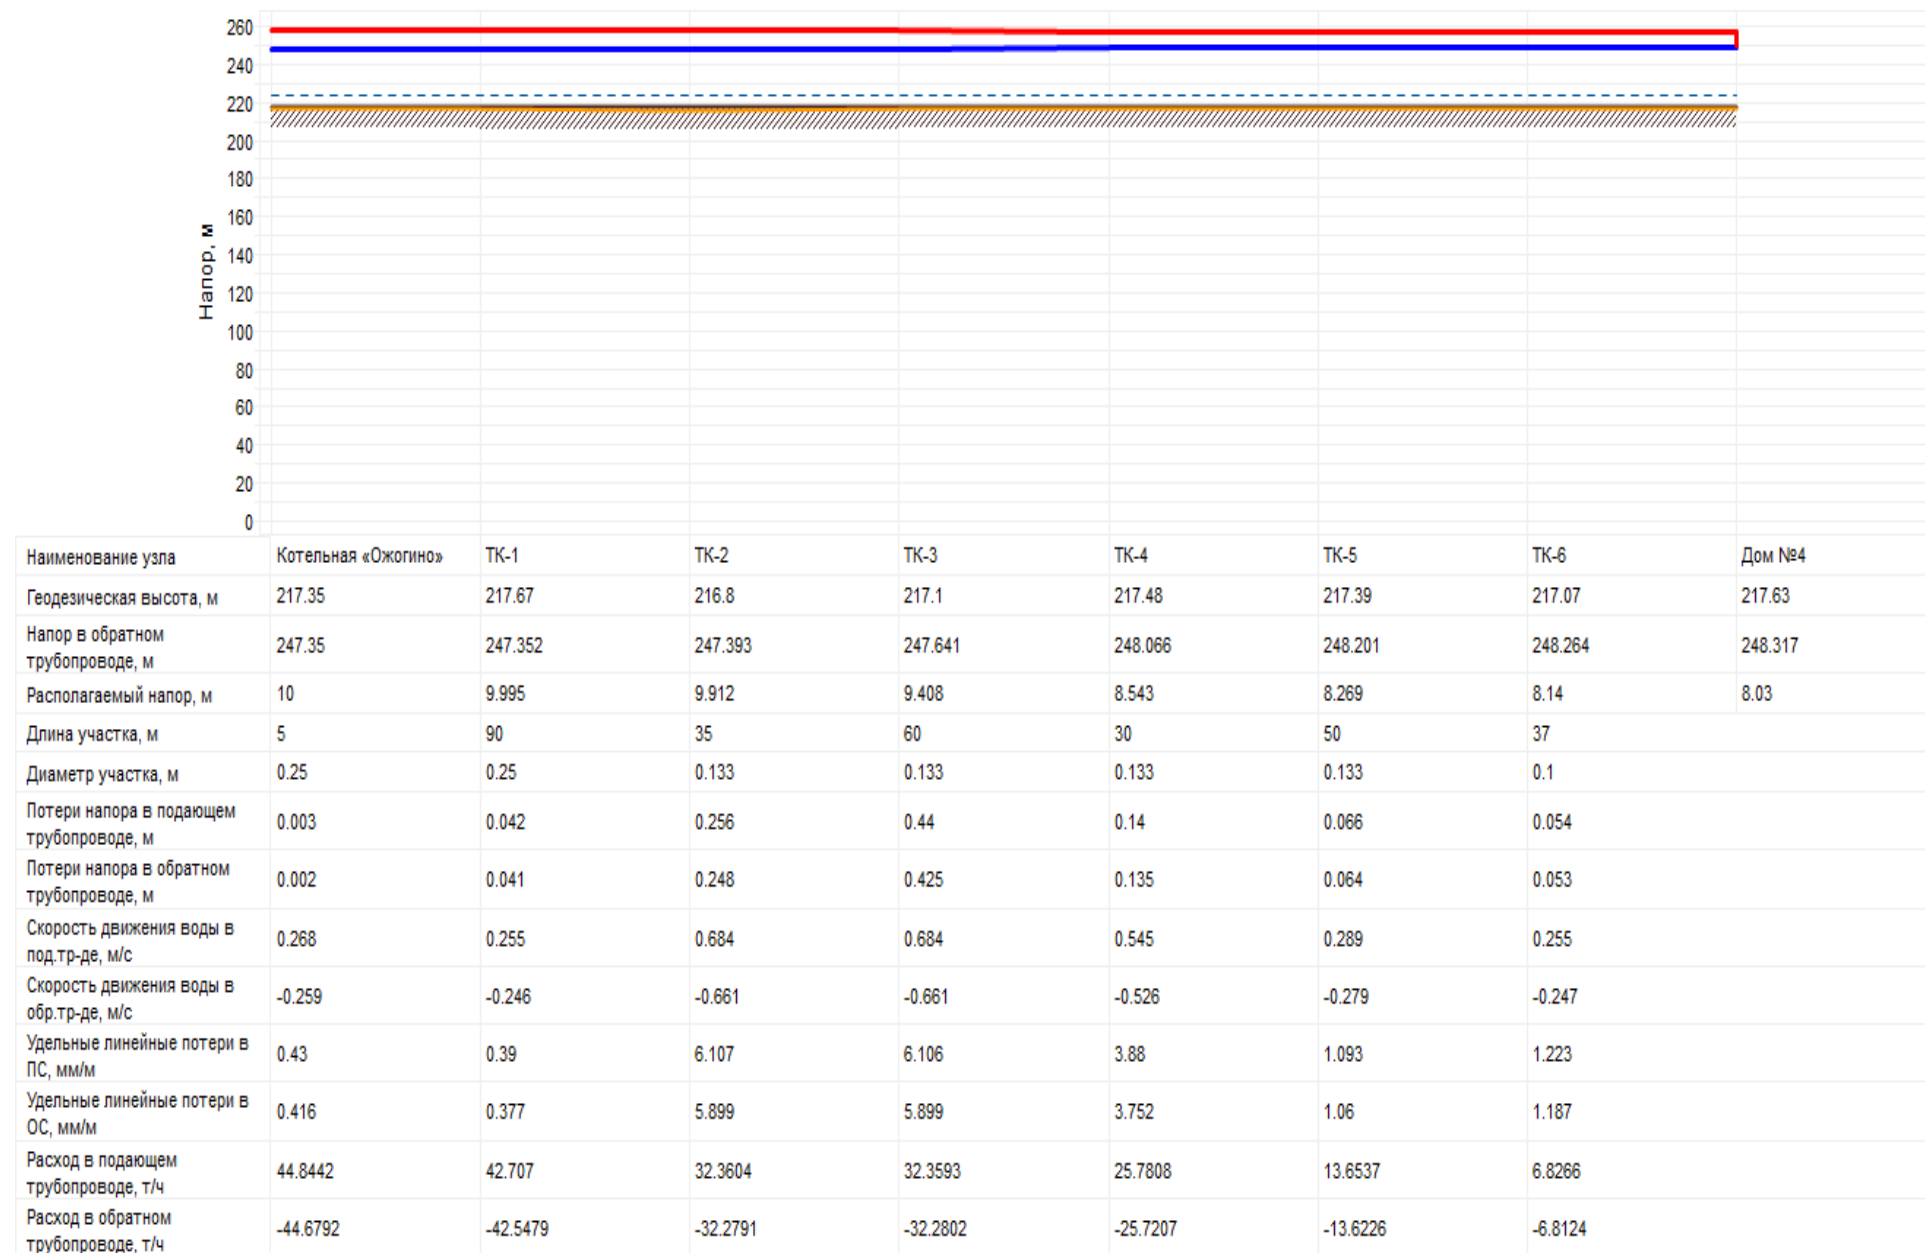 260
240
220
200
180
160
140
120
100
80
60
40
20
0
Напор, м
Наименование узла Котельная «Ожогино» ТК-1 ТК-2 ТК-3 ТК-4 ТК-5 ТК-6 Дом №4
Геодезическая высота, м 217.35 217.67 216.8 217.1 217.48 217.39 217.07 217.63
Напор в обратном
трубопроводе, м 247.35 247.352 247.393 247.641 248.066 248.201 248.264 248.317
Располагаемый напор, м 10 9.995 9.912 9.408 8.543 8.269 8.14 8.03
Длина участка, м 5 90 35 60 30 50 37
Диаметр участка, м 0.25 0.25 0.133 0.133 0.133 0.133 0.1
Потери напора в подающем
трубопроводе, м 0.003 0.042 0.256 0.44 0.14 0.066 0.054
Потери напора в обратном
трубопроводе, м 0.002 0.041 0.248 0.425 0.135 0.064 0.053
Скорость движения воды в
под.тр-де, м/с 0.268 0.255 0.684 0.684 0.545 0.289 0.255
Скорость движения воды в
обр.тр-де, м/с -0.259 -0.246 -0.661 -0.661 -0.526 -0.279 -0.247
Удельные линейные потери в
ПС, мм/м 0.43 0.39 6.107 6.106 3.88 1.093 1.223
Удельные линейные потери в
ОС, мм/м 0.416 0.377 5.899 5.899 3.752 1.06 1.187
Расход в подающем
трубопроводе, т/ч 44.8442 42.707 32.3604 32.3593 25.7808 13.6537 6.8266
Расход в обратном
трубопроводе, т/ч -44.6792 -42.5479 -32.2791 -32.2802 -25.7207 -13.6226 -6.8124